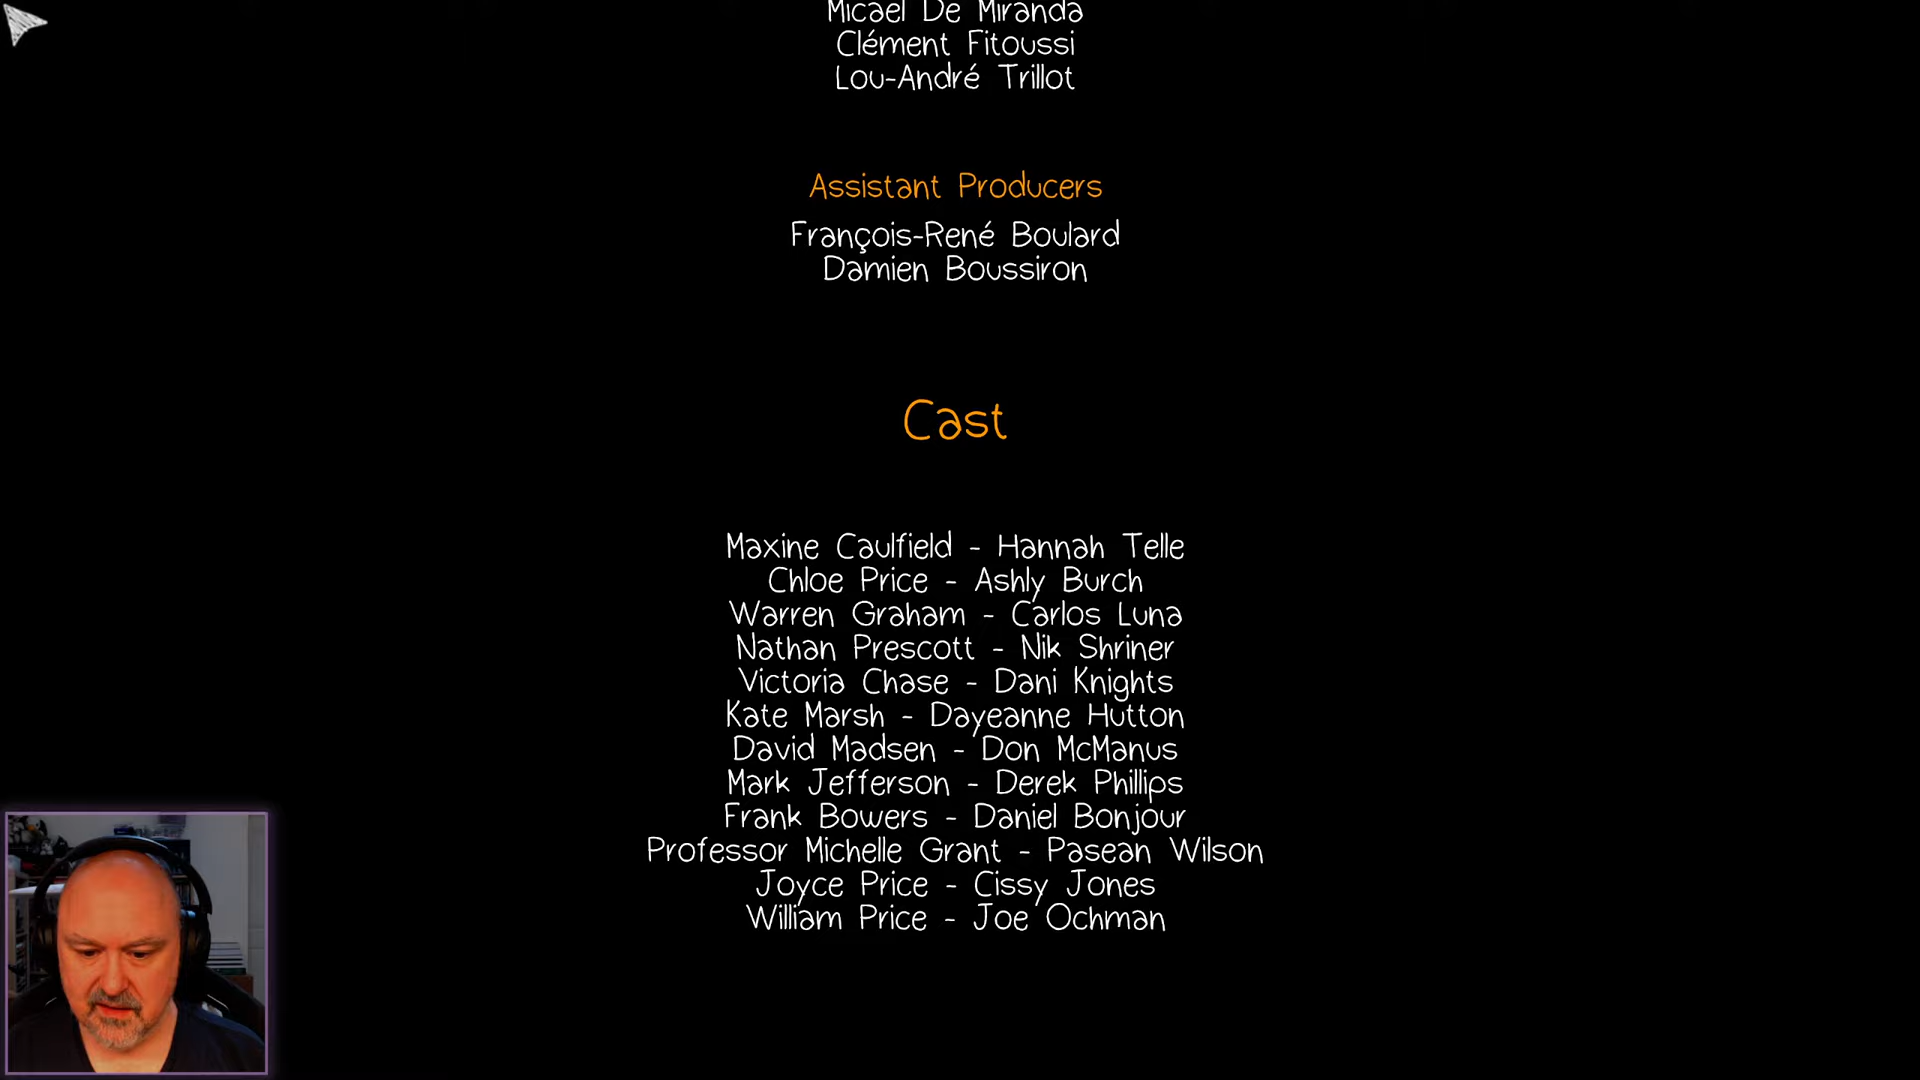 Micael De Miranda
Clément Fitoussi
Lou-André Trillot
Assistant Producers
François-René Boulard
Damien Boussiron
Cast
Maxine Caulfield - Hannah Telle
Chloe Price - Ashly Burch
Warren Graham - Carlos Luna
Nathan Prescott - Nik Shriner
Victoria Chase - Dani Knights
Kate Marsh - Dayeanne Hutton
David Madsen - Don McManus
Mark Jefferson - Derek Phillips
Frank Bowers - Daniel Bonjour
Professor Michelle Grant - Pasean Wilson
Joyce Price - Cissy Jones
William Price - Joe Ochman